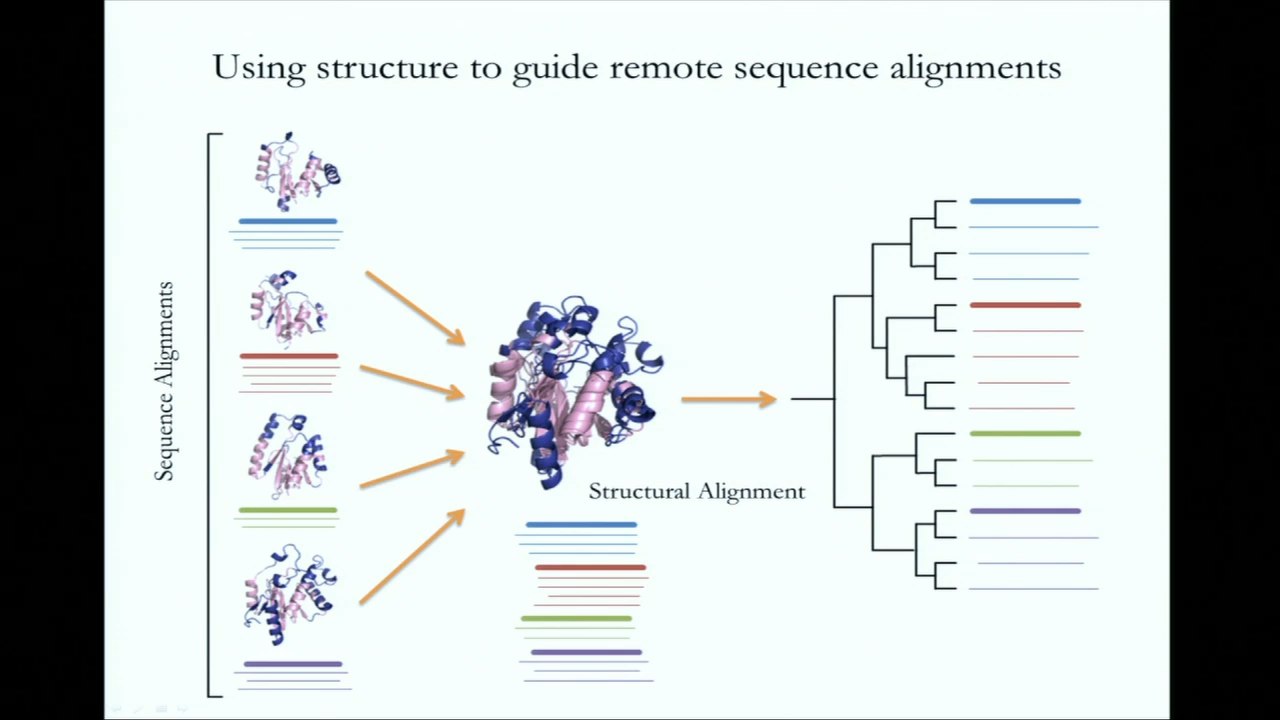 Using structure to guide remote sequence alignments
Sequence Alignments
Structural Alignment